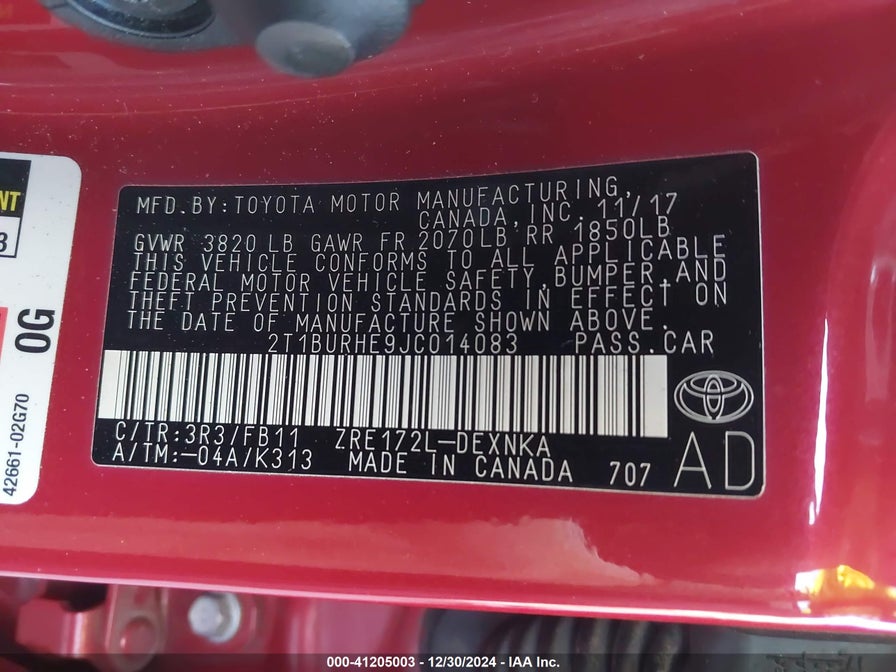 NT
3
OG
42661-02G70
MFD.BY:TOYOTA MOTOR MANUFACTURING,
CANADA,INC. 11/17
GVWR 3820 LB GAWR FR 2070LB RR 1850LB
THIS VEHICLE CONFORMS TO ALL APPLICABLE
FEDERAL MOTOR VEHICLE SAFETY,BUMPER,AND
THEFT PREVENTION STANDARDS IN EFFECT ON
THE DATE OF MANUFACTURE SHOWN ABOVE.
2T1BURHE9JC014083 PASS.CAR
C/TR:3R3/FB11 ZRE172L-DEXNKA
A/TM:-04A/K313 MADE IN CANADA 707 AD
000-41205003 - 12/30/2024 - IAA Inc.